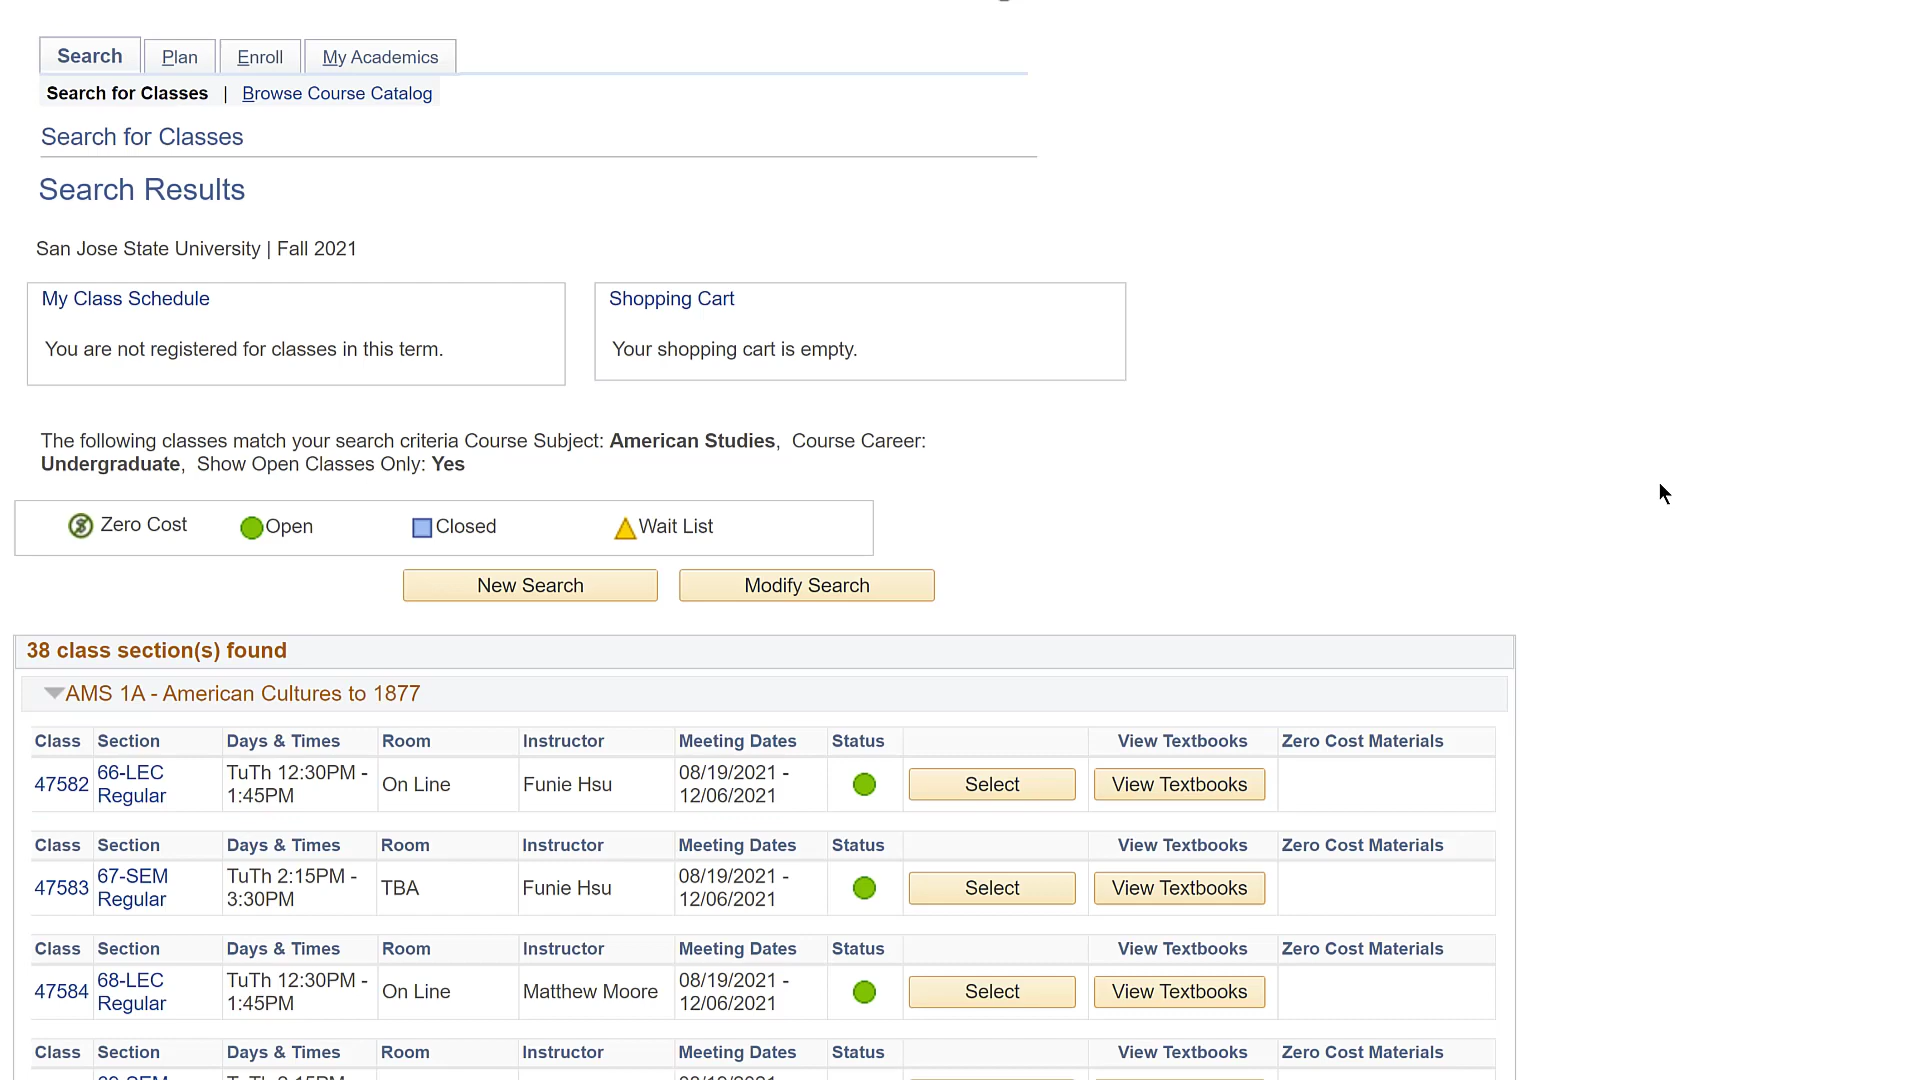 Search Plan Enroll My Academics
Search for Classes | Browse Course Catalog
Search for Classes
Search Results
San Jose State University | Fall 2021
My Class Schedule
You are not registered for classes in this term.
Shopping Cart
Your shopping cart is empty.
The following classes match your search criteria Course Subject: American Studies, Course Career:
Undergraduate, Show Open Classes Only: Yes
Zero Cost Open Closed Wait List
New Search Modify Search
38 class section(s) found
AMS 1A - American Cultures to 1877
Class Section Days & Times Room Instructor Meeting Dates Status View Textbooks Zero Cost Materials
47582 66-LEC Regular TuTh 12:30PM - 1:45PM On Line Funie Hsu 08/19/2021 - 12/06/2021 Select View Textbooks
Class Section Days & Times Room Instructor Meeting Dates Status View Textbooks Zero Cost Materials
47583 67-SEM Regular TuTh 2:15PM - 3:30PM TBA Funie Hsu 08/19/2021 - 12/06/2021 Select View Textbooks
Class Section Days & Times Room Instructor Meeting Dates Status View Textbooks Zero Cost Materials
47584 68-LEC Regular TuTh 12:30PM - 1:45PM On Line Matthew Moore 08/19/2021 - 12/06/2021 Select View Textbooks
Class Section Days & Times Room Instructor Meeting Dates Status View Textbooks Zero Cost Materials